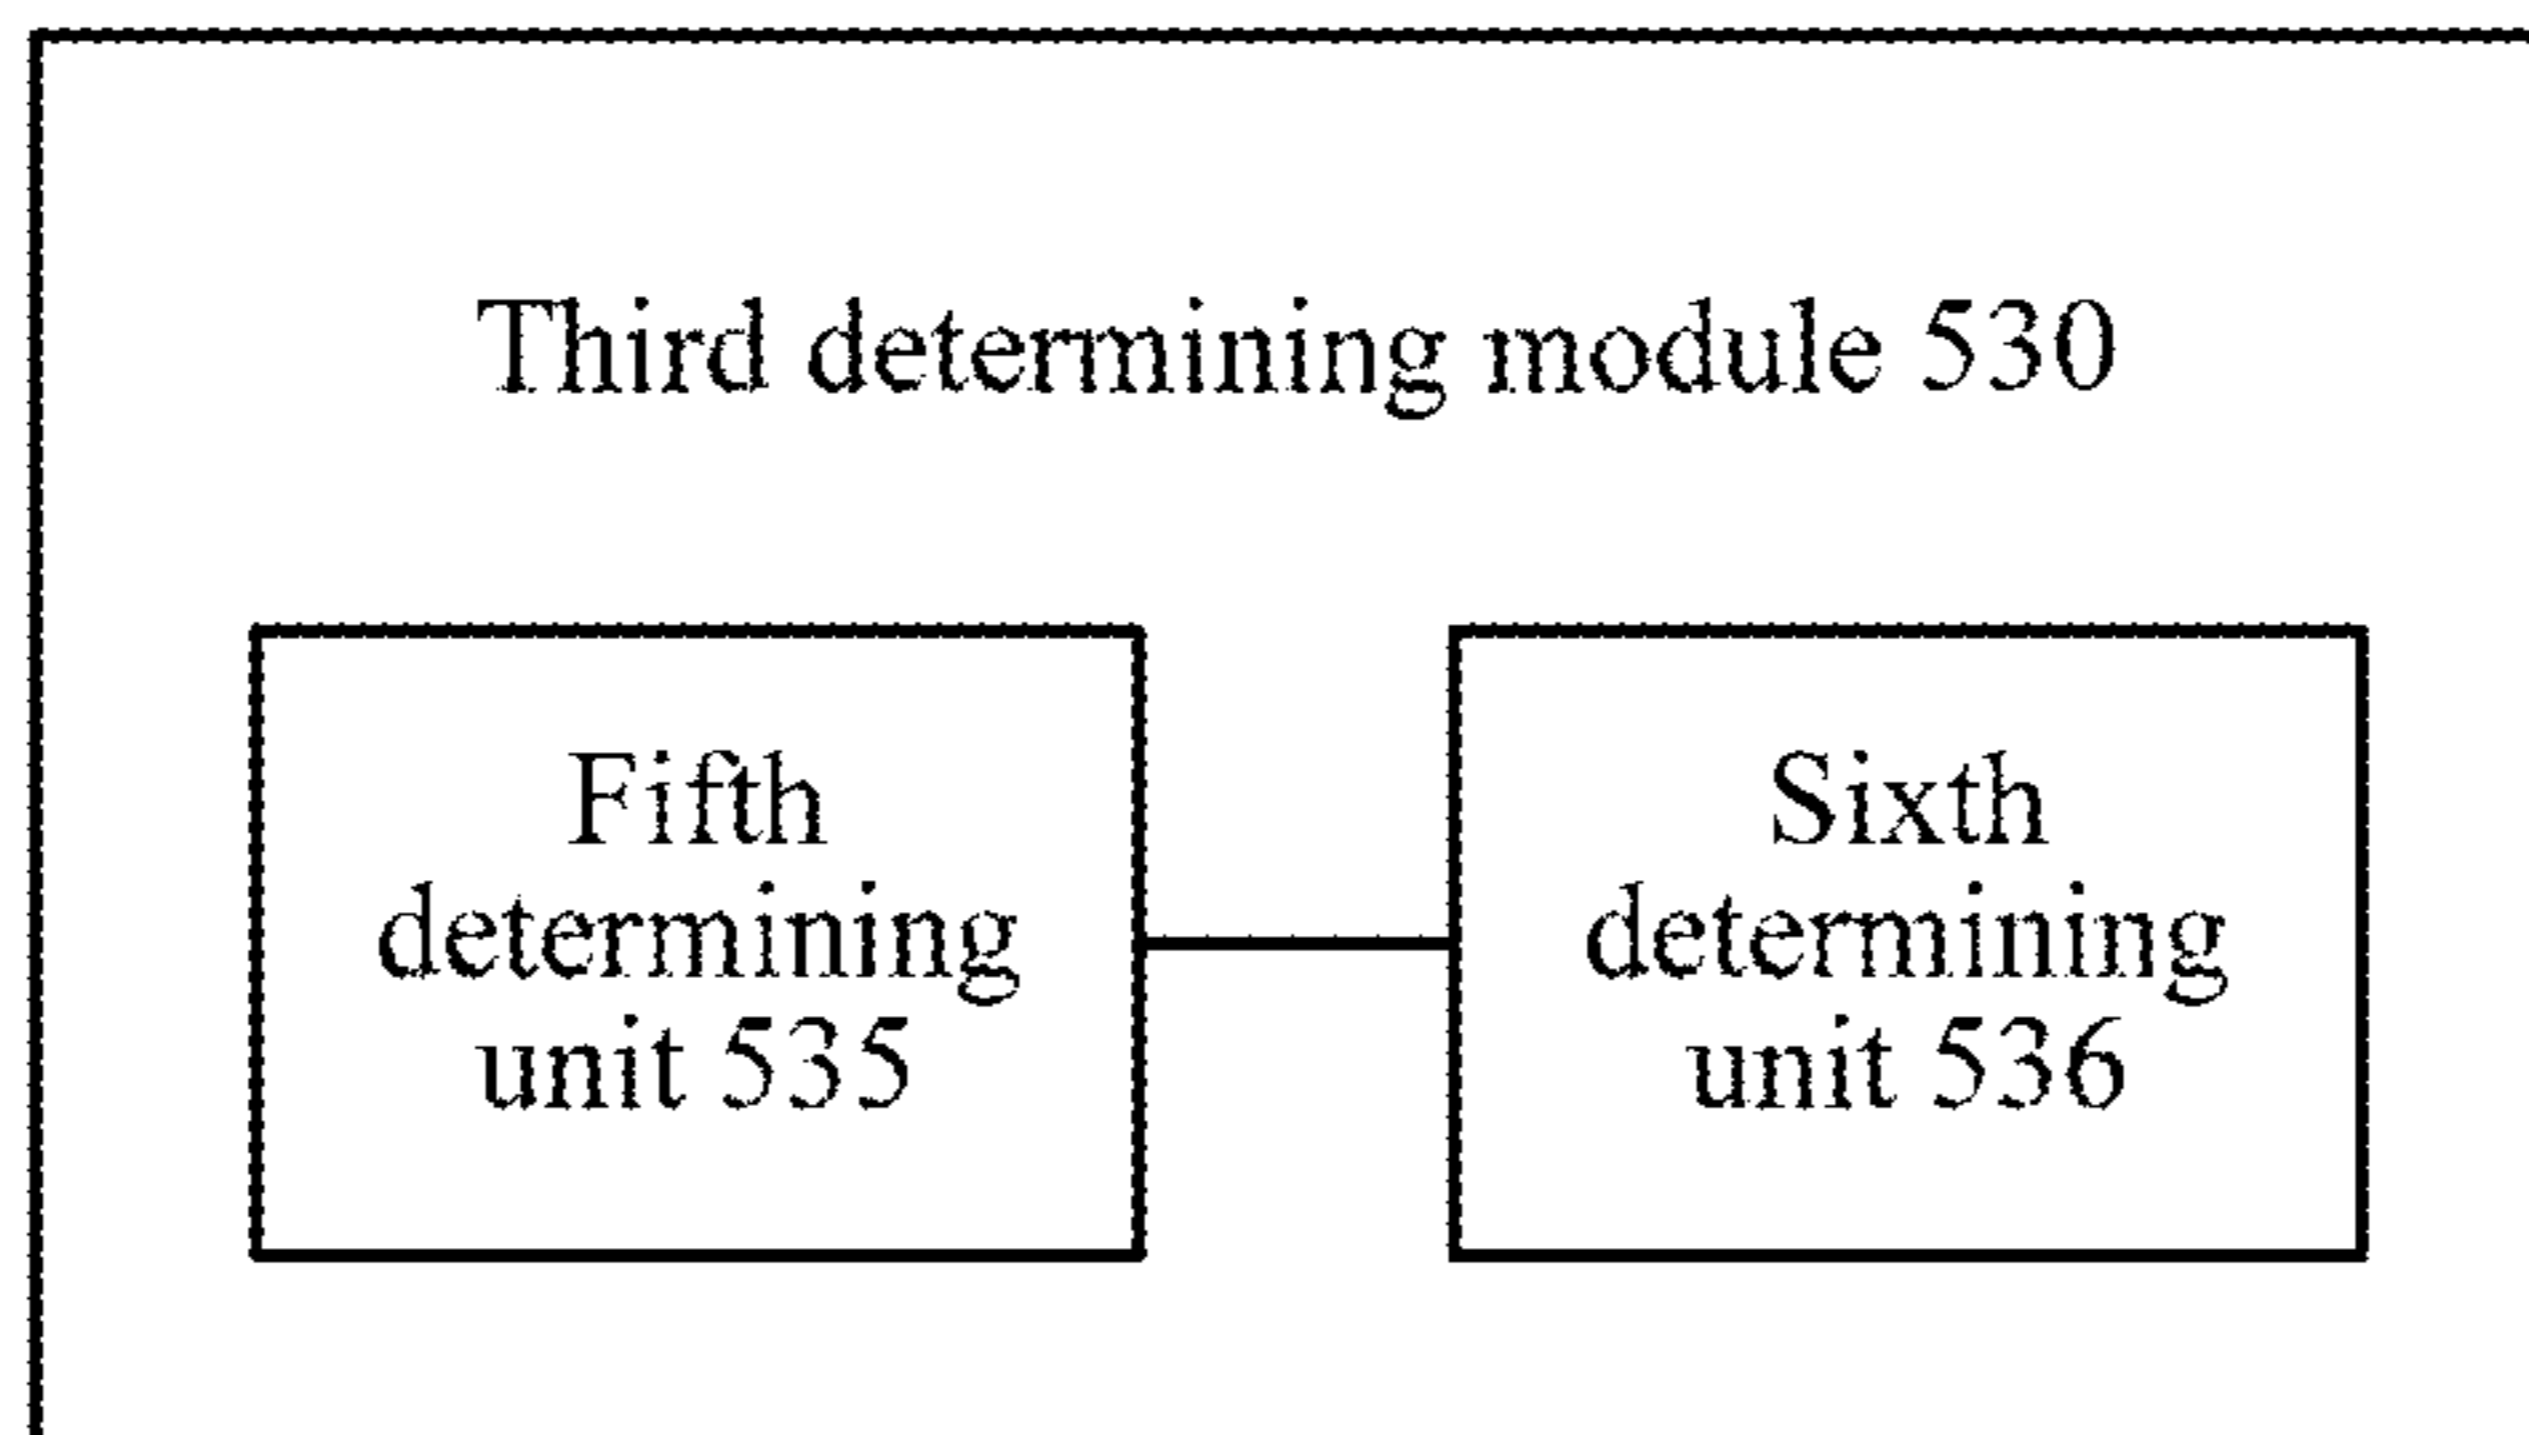 Third determining module 530
Fifth
determining
unit 535
Sixth
determining
unit 536